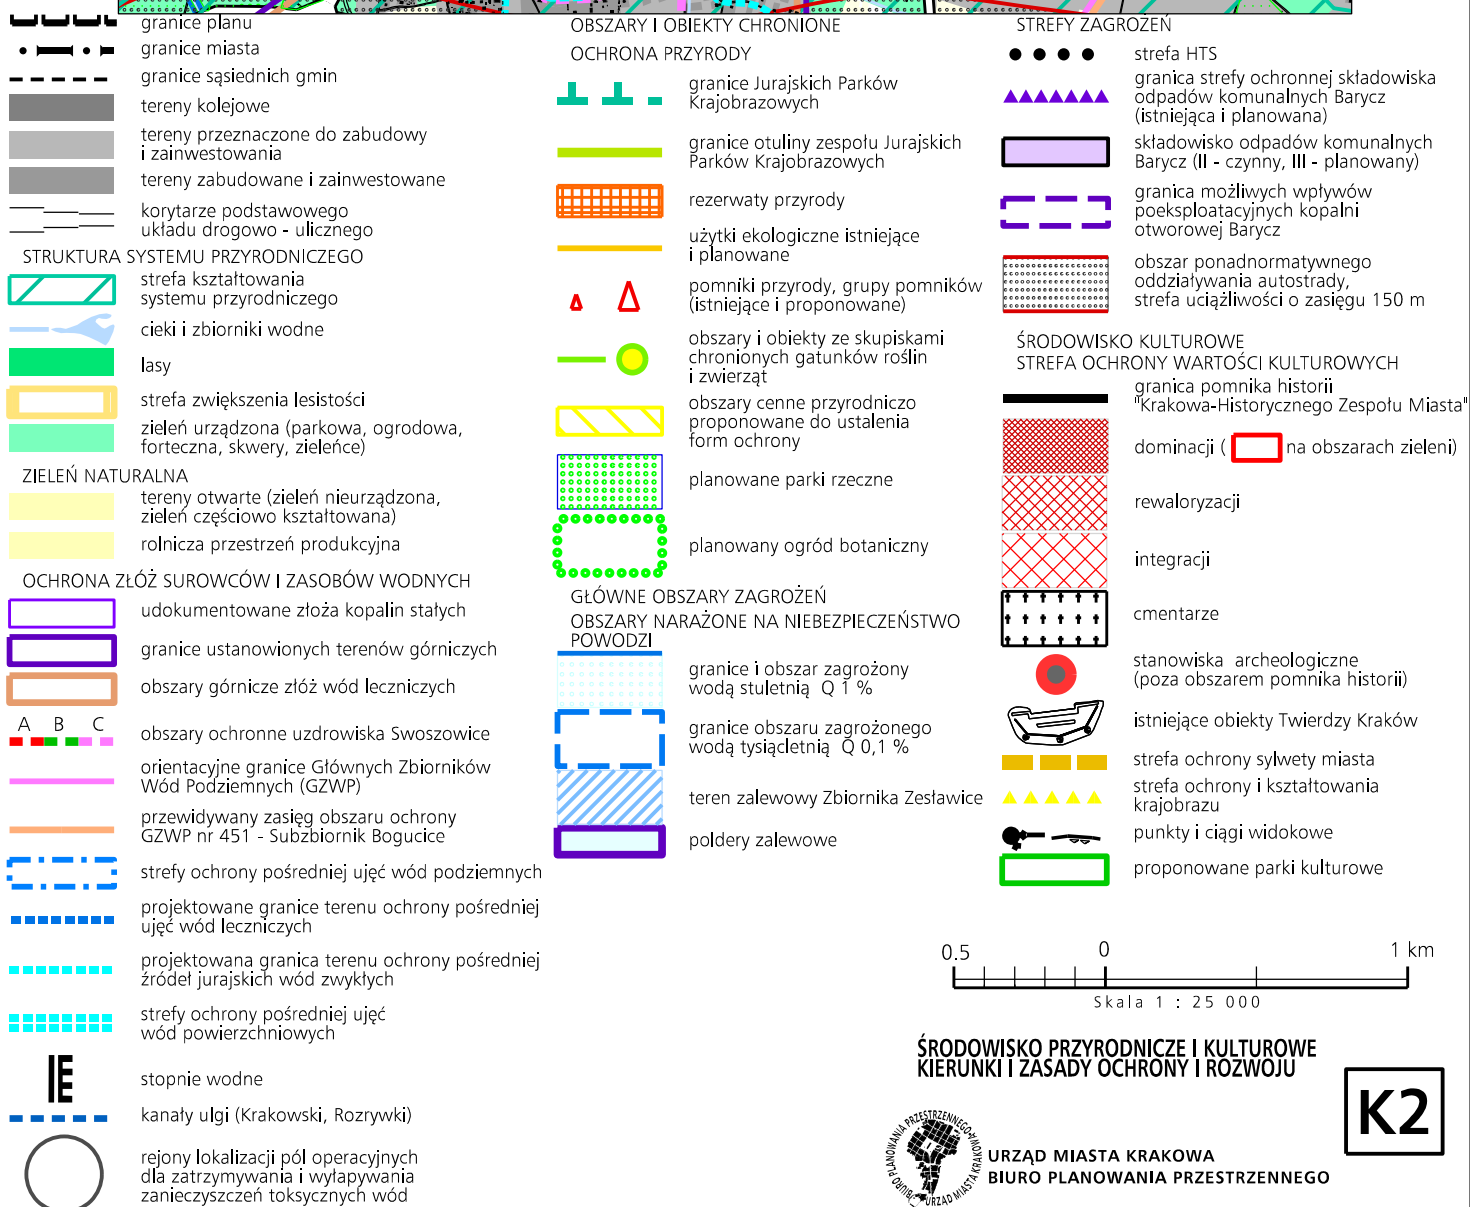 granice planu
granice miasta
granice sąsiednich gmin
tereny kolejowe
tereny przeznaczone do zabudowy
i zainwestowania
tereny zabudowane i zainwestowane
korytarze podstawowego
układu drogowo - ulicznego
STRUKTURA SYSTEMU PRZYRODNICZEGO
strefa kształtowania
systemu przyrodniczego
cieki i zbiorniki wodne
lasy
strefa zwiększenia lesistości
zieleń urządzona (parkowa, ogrodowa,
forteczna, skwery, zieleńce)
ZIELEŃ NATURALNA
tereny otwarte (zieleń nieurządzona,
zieleń częściowo kształtowana)
rolnicza przestrzeń produkcyjna
OCHRONA ZŁÓŻ SUROWCÓW I ZASOBÓW WODNYCH
udokumentowane złoża kopalin stałych
granice ustanowionych terenów górniczych
obszary górnicze złóż wód leczniczych
A B C
obszary ochronne uzdrowiska Swoszowice
orientacyjne granice Głównych Zbiorników
Wód Podziemnych (GZWP)
przewidywany zasięg obszaru ochrony
GZWP nr 451 - Subzbiornik Bogucice
strefy ochrony pośredniej ujęć wód podziemnych
projektowane granice terenu ochrony pośredniej
ujęć wód leczniczych
projektowana granica terenu ochrony pośredniej
źródeł jurajskich wód zwykłych
strefy ochrony pośredniej ujęć
wód powierzchniowych
stopnie wodne
kanały ulgi (Krakowski, Rozrywki)
rejony lokalizacji pól operacyjnych
dla zatrzymywania i wyłapywania
zanieczyszczeń toksycznych wód
OBSZARY I OBIEKTY CHRONIONE
OCHRONA PRZYRODY
granice Jurajskich Parków
Krajobrazowych
granice otuliny zespołu Jurajskich
Parków Krajobrazowych
rezerwaty przyrody
użytki ekologiczne istniejące
i planowane
pomniki przyrody, grupy pomników
(istniejące i proponowane)
obszary i obiekty ze skupiskami
chronionych gatunków roślin
i zwierząt
obszary cenne przyrodniczo
proponowane do ustalenia
form ochrony
planowane parki rzeczne
planowany ogród botaniczny
GŁÓWNE OBSZARY ZAGROŻEŃ
OBSZARY NARAŻONE NA NIEBEZPIECZEŃSTWO
POWODZI
granice i obszar zagrożony
wodą stuletnią Q 1 %
granice obszaru zagrożonego
wodą tysiącletnią Q 0,1 %
teren zalewowy Zbiornika Zesławice
poldery zalewowe
STREFY ZAGROŻEŃ
strefa HTS
granica strefy ochronnej składowiska
odpadów komunalnych Barycz
(istniejąca i planowana)
składowisko odpadów komunalnych
Barycz (II - czynny, III - planowany)
granica możliwych wpływów
poeksploatacyjnych kopalni
otworowej Barycz
obszar ponadnormatywnego
oddziaływania autostrady,
strefa uciążliwości o zasięgu 150 m
ŚRODOWISKO KULTUROWE
STREFA OCHRONY WARTOŚCI KULTUROWYCH
granica pomnika historii
"Krakowa-Historycznego Zespołu Miasta"
dominacji ( na obszarach zieleni)
rewaloryzacji
integracji
cmentarze
stanowiska archeologiczne
(poza obszarem pomnika historii)
istniejące obiekty Twierdzy Kraków
strefa ochrony sylwety miasta
strefa ochrony i kształtowania
krajobrazu
punkty i ciągi widokowe
proponowane parki kulturowe
0.5 0 1 km
Skala 1 : 25 000
ŚRODOWISKO PRZYRODNICZE I KULTUROWE
KIERUNKI I ZASADY OCHRONY I ROZWOJU
K2
BIURO PLANOWANIA PRZESTRZENNEGO
URZĄD MIASTA KRAKOWA
URZĄD MIASTA KRAKOWA
BIURO PLANOWANIA PRZESTRZENNEGO